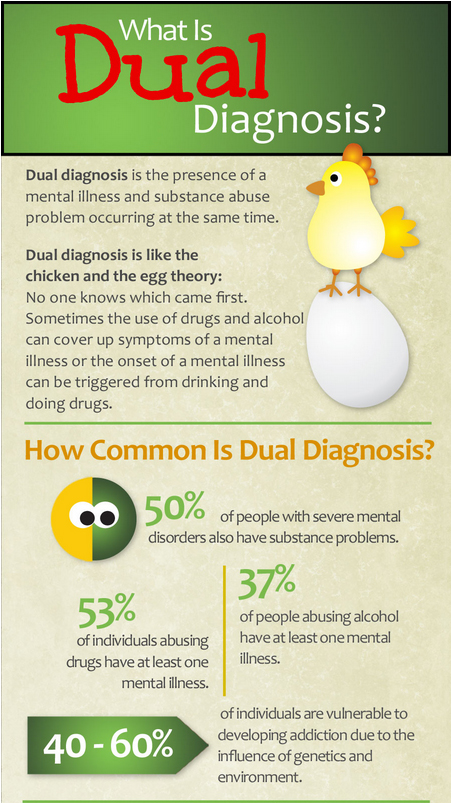 What Is
Dual
Diagnosis?
Dual diagnosis is the presence of a
mental illness and substance abuse
problem occurring at the same time.
Dual diagnosis is like the
chicken and the egg theory:
No one knows which came first.
Sometimes the use of drugs and alcohol
can cover up symptoms of a mental
illness or the onset of a mental illness
can be triggered from drinking and
doing drugs.
How Common Is Dual Diagnosis?
50% of people with severe mental
disorders also have substance problems.
53%
of individuals abusing
drugs have at least one
mental illness.
37%
of people abusing alcohol
have at least one mental
illness.
40 - 60%
of individuals are vulnerable to
developing addiction due to the
influence of genetics and
environment.